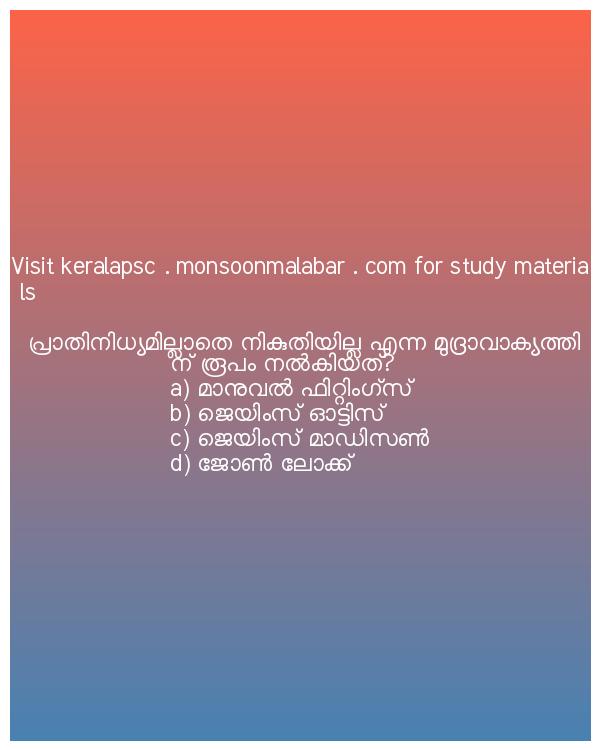 Visit keralapsc . monsoonmalabar . com for study materia
ls
പ്രാതിനിധ്യമില്ലാതെ നികുതിയില്ല എന്ന മുദ്രാവാക്യത്തി
ന് രൂപം നൽകിയത്?
a) മാനുവൽ ഫിറ്റിംഗ്സ്
b) ജെയിംസ് ഓട്ടിസ്
c) ജെയിംസ് മാഡിസൺ
d) ജോൺ ലോക്ക്